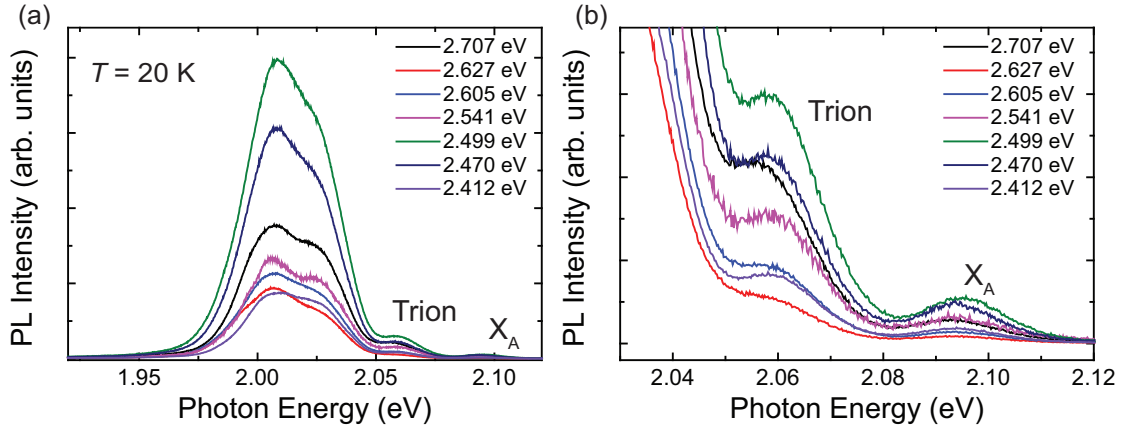 (a)
T = 20 K
2.707 eV
2.627 eV
2.605 eV
2.541 eV
2.499 eV
2.470 eV
2.412 eV
Trion
X_A
PL Intensity (arb. units)
1.95
2.00
2.05
2.10
Photon Energy (eV)
(b)
2.707 eV
2.627 eV
2.605 eV
2.541 eV
2.499 eV
2.470 eV
2.412 eV
Trion
X_A
PL Intensity (arb. units)
2.04
2.06
2.08
2.10
2.12
Photon Energy (eV)